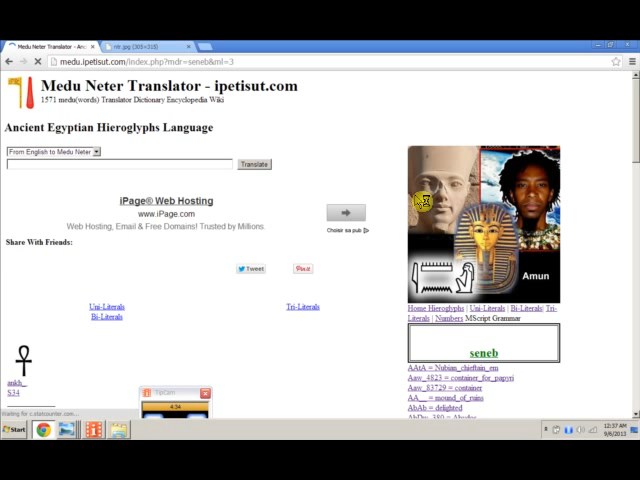 Medu Neter Translator - An
ntr.jpg (305×315)
medu.ipetisut.com/index.php?mdr=seneb&ml=3
Medu Neter Translator - ipetisut.com
1571 medu(words) Translator Dictionary Encyclopedia Wiki
Ancient Egyptian Hieroglyphs Language
From English to Medu Neter
Translate
iPage® Web Hosting
www.iPage.com
Web Hosting, Email & Free Domains! Trusted by Millions.
Choisir sa pub
Share With Friends:
Tweet
Pin it
Uni-Literals
Tri-Literals
Bi-Literals
ankh_
S34
Amun
Home Hieroglyphs | Uni-Literals | Bi-Literals| Tri-
Literals | Numbers MScript Grammar
seneb
AAtA = Nubian_chieftain_em
Aaw_4823 = container_for_papyri
Aaw_83729 = container
AA__ = mound_of_ruins
AbAb = delighted
TipCam
4:34
Waiting for c.statcounter.com...
Start
12:37 AM
9/6/2013